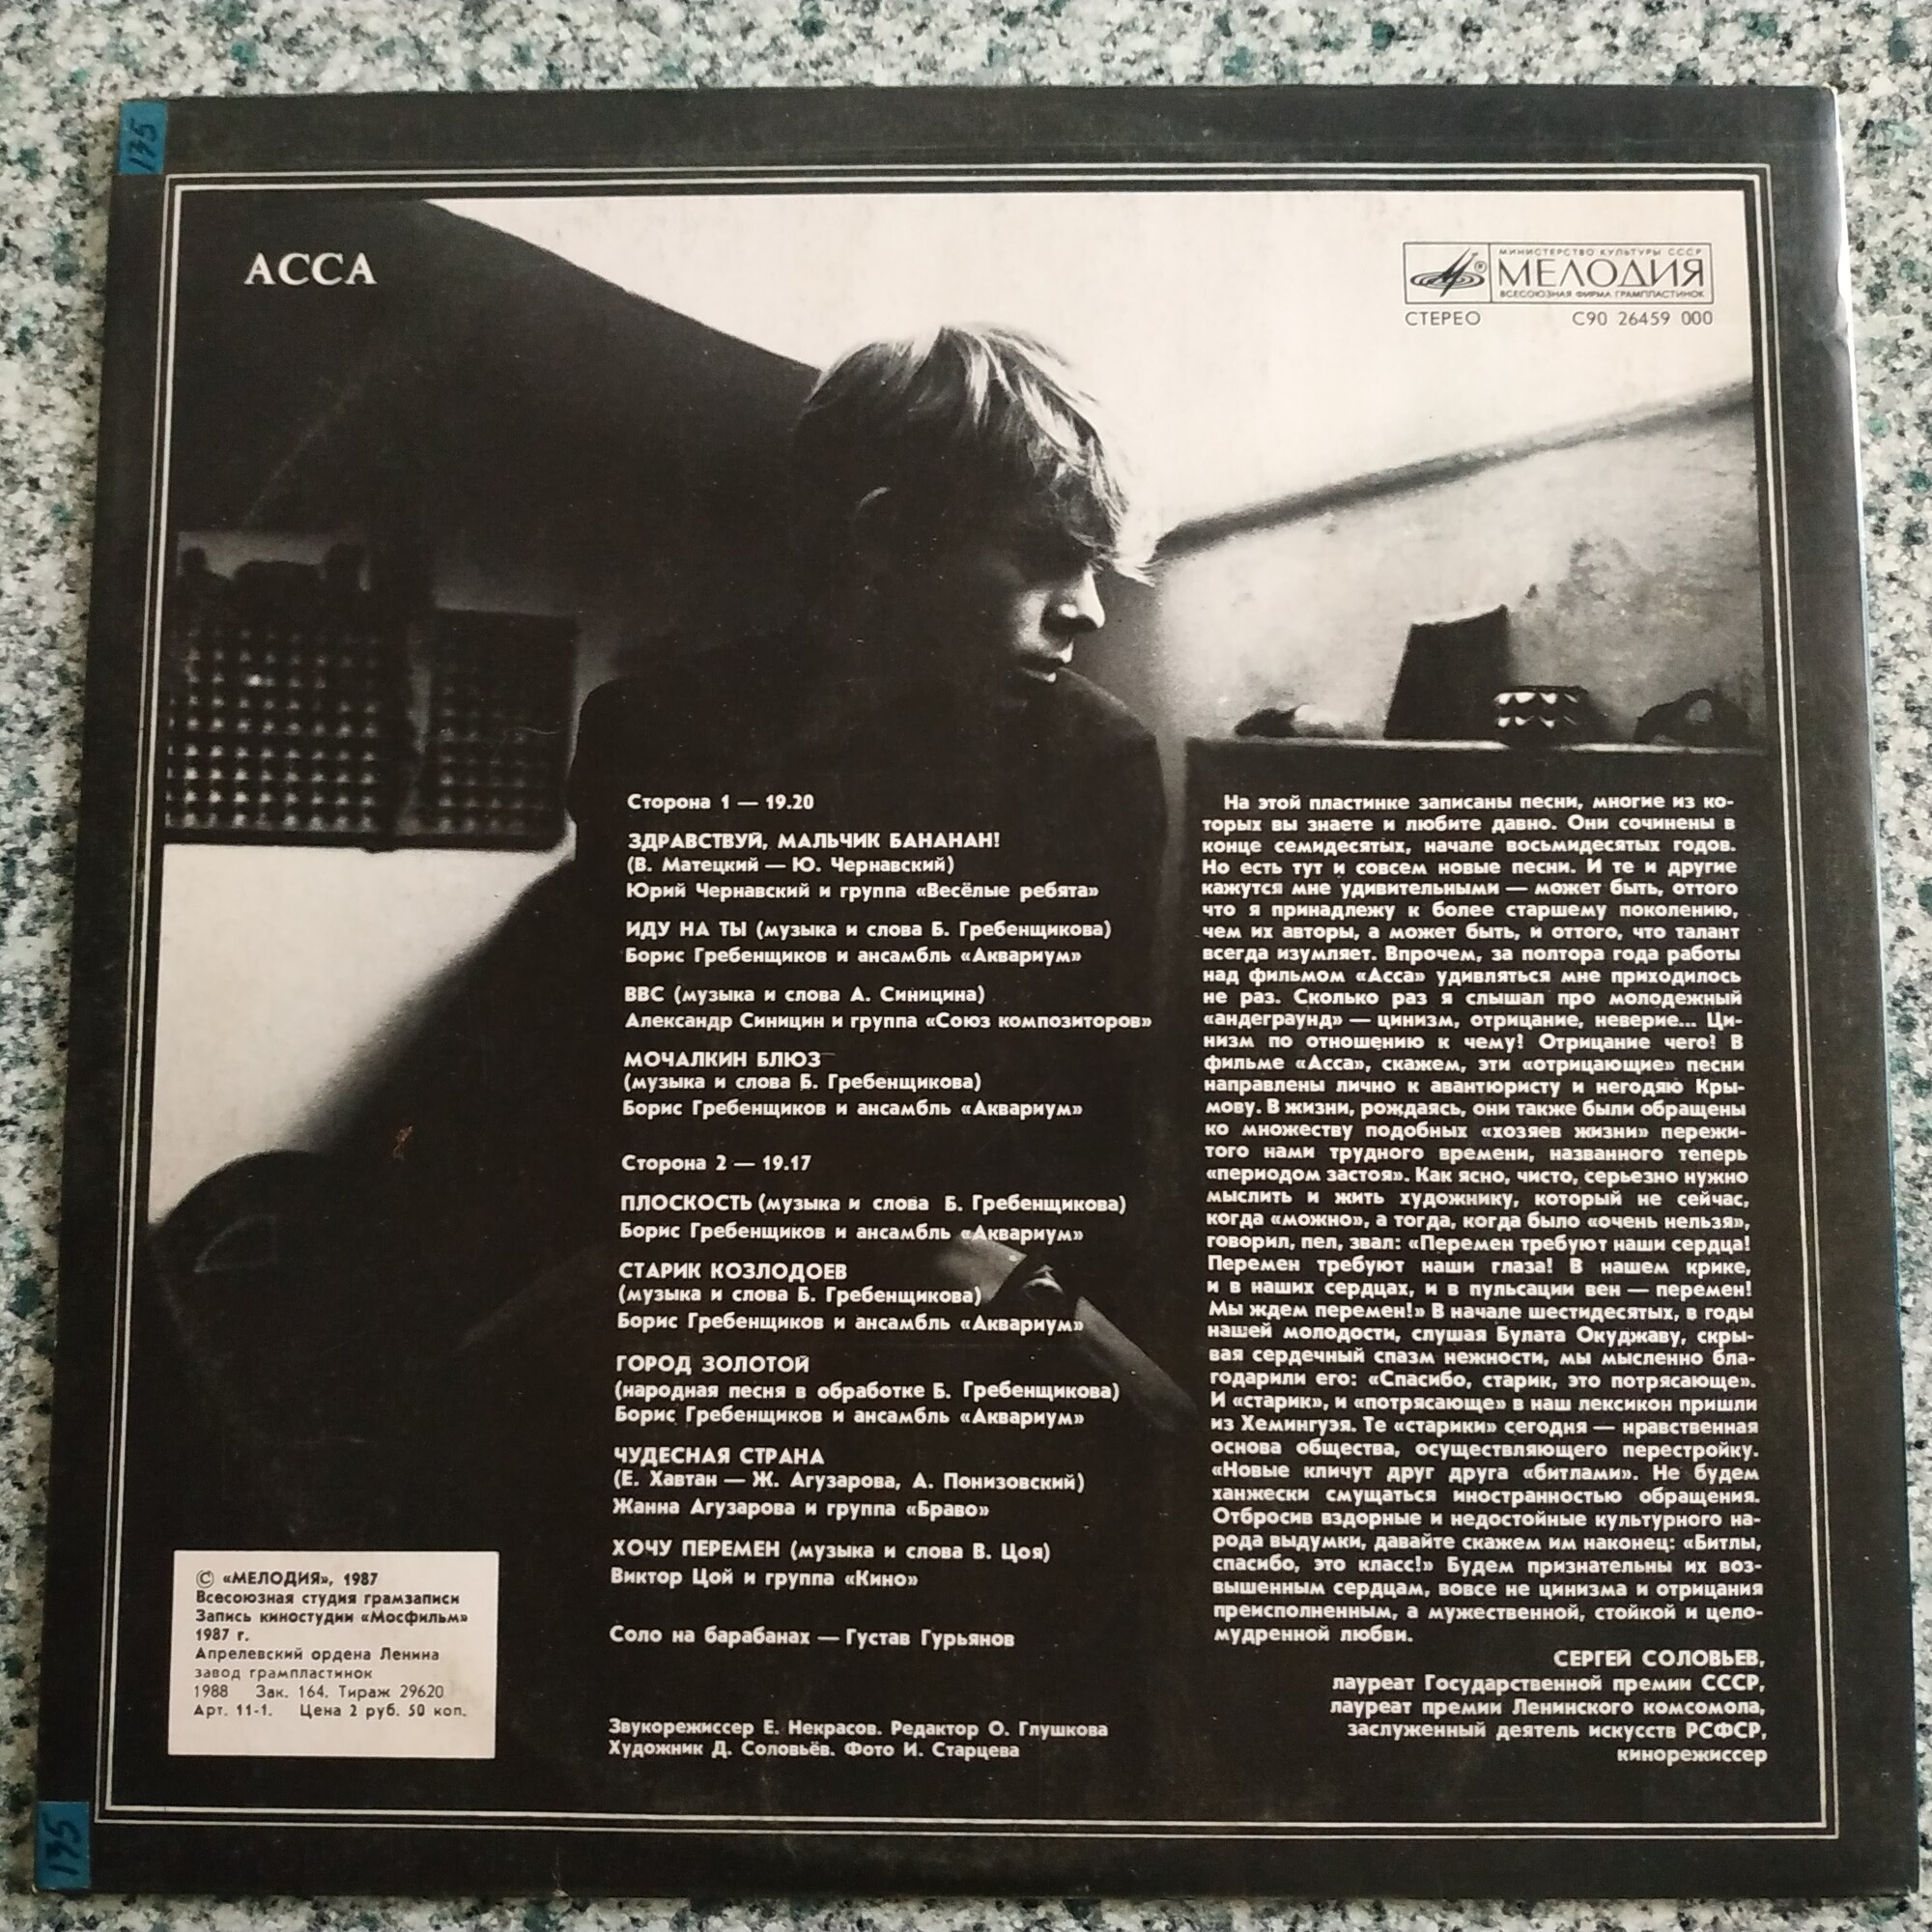 135
АССА
МИНИСТЕРСТВО КУЛЬТУРЫ СССР
МЕЛОДИЯ
ВСЕСОЮЗНАЯ ФИРМА ГРАМПЛАСТИНОК
СТЕРЕО С90 26459 000
Сторона 1 — 19.20
ЗДРАВСТВУЙ, МАЛЬЧИК БАНАНАН!
(В. Матецкий — Ю. Чернавский)
Юрий Чернавский и группа «Весёлые ребята»
ИДУ НА ТЫ (музыка и слова Б. Гребенщикова)
Борис Гребенщиков и ансамбль «Аквариум»
ВВС (музыка и слова А. Синицина)
Александр Синицин и группа «Союз композиторов»
МОЧАЛКИН БЛЮЗ
(музыка и слова Б. Гребенщикова)
Борис Гребенщиков и ансамбль «Аквариум»
Сторона 2 — 19.17
ПЛОСКОСТЬ (музыка и слова Б. Гребенщикова)
Борис Гребенщиков и ансамбль «Аквариум»
СТАРИК КОЗЛОДОЕВ
(музыка и слова Б. Гребенщикова)
Борис Гребенщиков и ансамбль «Аквариум»
ГОРОД ЗОЛОТОЙ
(народная песня в обработке Б. Гребенщикова)
Борис Гребенщиков и ансамбль «Аквариум»
ЧУДЕСНАЯ СТРАНА
(Е. Хавтан — Ж. Агузарова, А. Понизовский)
Жанна Агузарова и группа «Браво»
ХОЧУ ПЕРЕМЕН (музыка и слова В. Цоя)
Виктор Цой и группа «Кино»
Соло на барабанах — Густав Гурьянов
Звукорежиссер Е. Некрасов. Редактор О. Глушкова
Художник Д. Соловьёв. Фото И. Старцева
На этой пластинке записаны песни, многие из ко-
торых вы знаете и любите давно. Они сочинены в
конце семидесятых, начале восьмидесятых годов.
Но есть тут и совсем новые песни. И те и другие
кажутся мне удивительными — может быть, оттого
что я принадлежу к более старшему поколению,
чем их авторы, а может быть, и оттого, что талант
всегда изумляет. Впрочем, за полтора года работы
над фильмом «Асса» удивляться мне приходилось
не раз. Сколько раз я слышал про молодежный
«андеграунд» — цинизм, отрицание, неверие... Ци-
низм по отношению к чему? Отрицание чего? В
фильме «Асса», скажем, эти «отрицающие» песни
направлены лично к авантюристу и негодяю Кры-
мову. В жизни, рождаясь, они также были обращены
ко множеству подобных «хозяев жизни» пережи-
того нами трудного времени, названного теперь
«периодом застоя». Как ясно, чисто, серьезно нужно
мыслить и жить художнику, который не сейчас,
когда «можно», а тогда, когда было «очень нельзя»,
говорил, пел, звал: «Перемен требуют наши сердца!
Перемен требуют наши глаза! В нашем крике,
и в наших сердцах, и в пульсации вен — перемен!
Мы ждем перемен!» В начале шестидесятых, в годы
нашей молодости, слушая Булата Окуджаву, скры-
вая сердечный спазм нежности, мы мысленно бла-
годарили его: «Спасибо, старик, это потрясающе».
И «старик», и «потрясающе» в наш лексикон пришли
из Хемингуэя. Те «старики» сегодня — нравственная
основа общества, осуществляющего перестройку.
«Новые кличут друг друга «битлами». Не будем
ханжески смущаться иностранностью обращения.
Отбросив вздорные и недостойные культурного на-
рода выдумки, давайте скажем им наконец: «Битлы,
спасибо, это класс!» Будем признательны их воз-
вышенным сердцам, вовсе не цинизма и отрицания
преисполненным, а мужественной, стойкой и цело-
мудренной любви.
СЕРГЕЙ СОЛОВЬЕВ,
лауреат Государственной премии СССР,
лауреат премии Ленинского комсомола,
заслуженный деятель искусств РСФСР,
кинорежиссер
© «МЕЛОДИЯ», 1987
Всесоюзная студия грамзаписи
Запись киностудии «Мосфильм»
1987 г.
Апрелевский ордена Ленина
завод грампластинок
1988 Зак. 164. Тираж 29620
Арт. 11-1. Цена 2 руб. 50 коп.
135